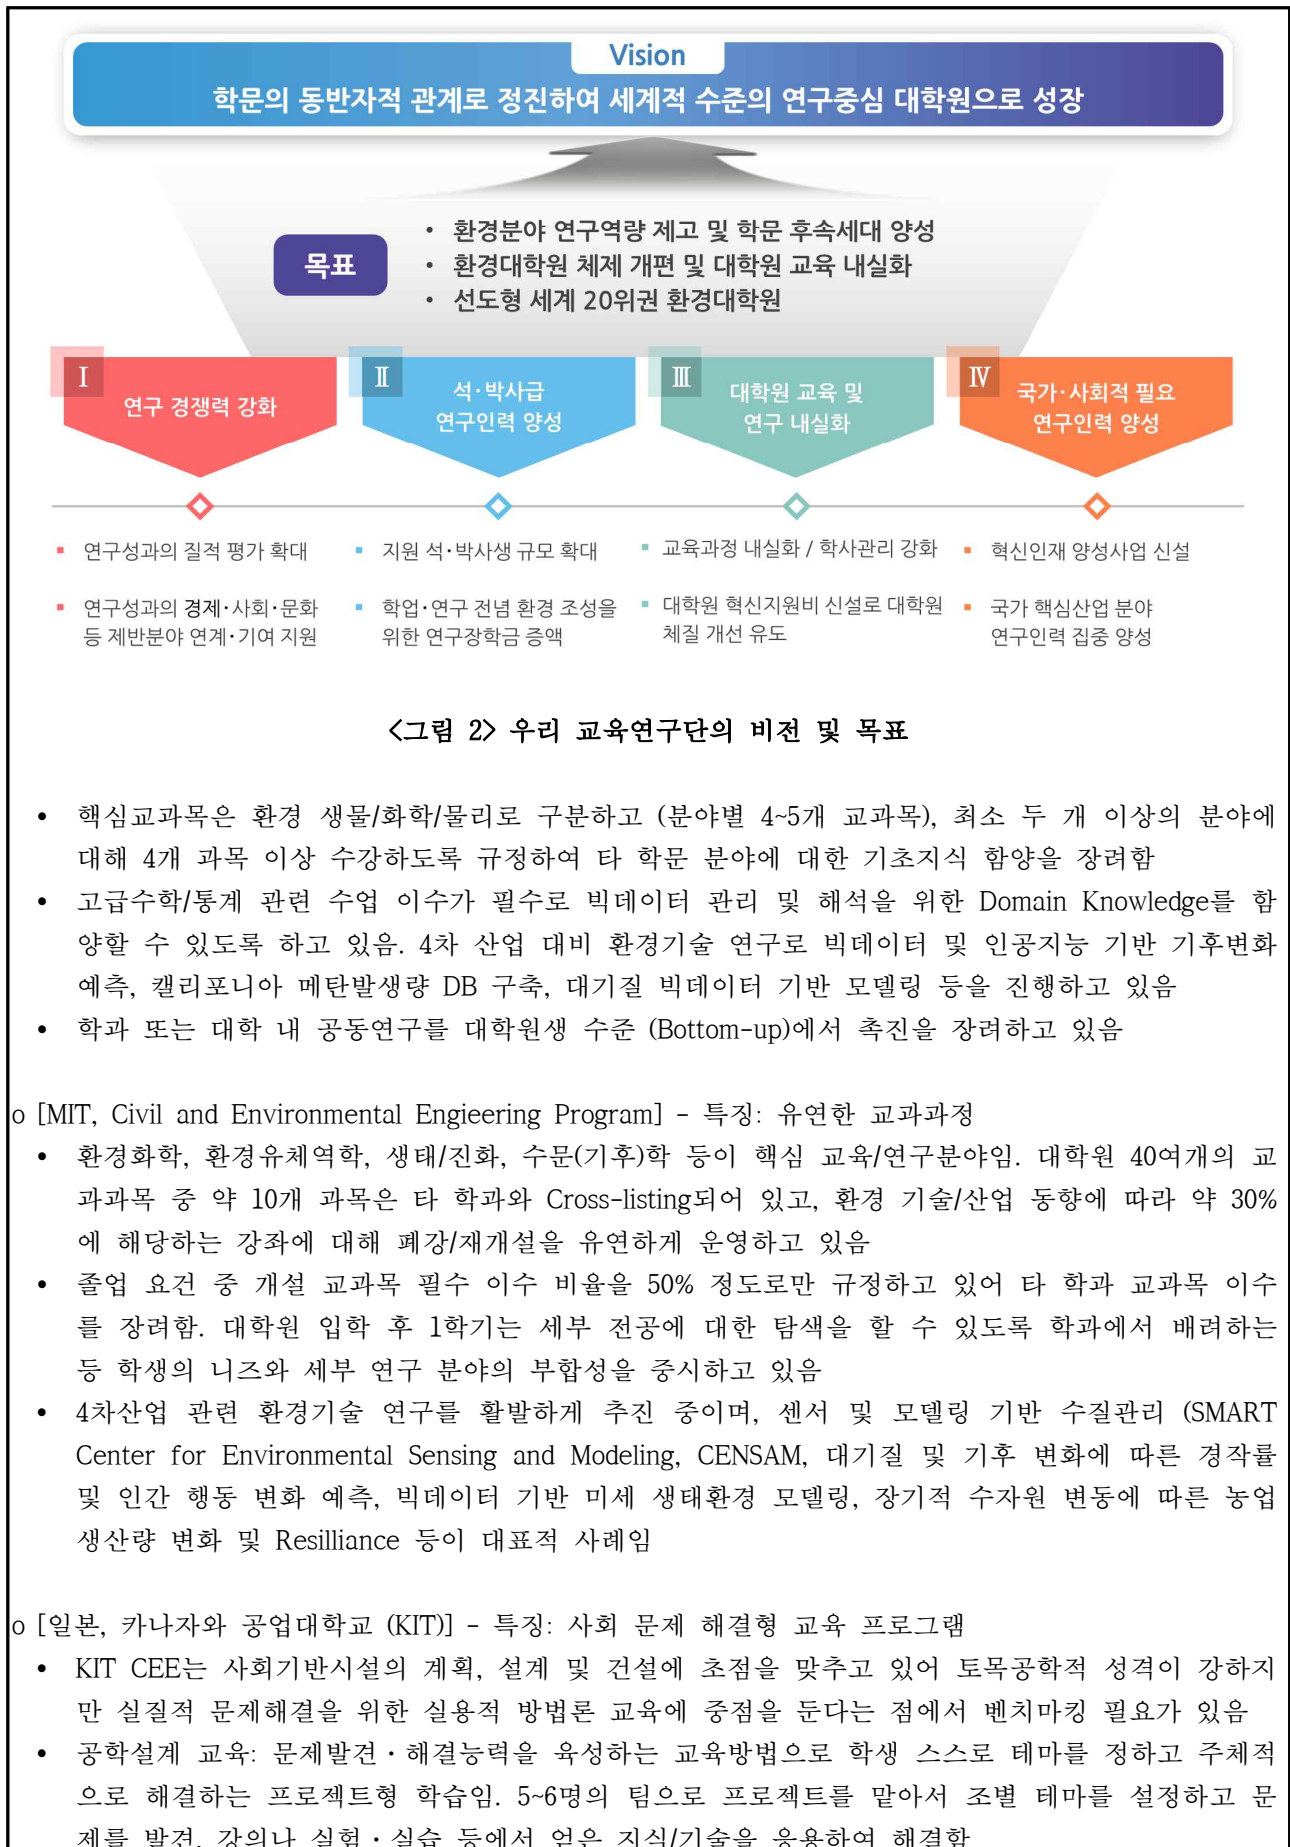 Vision
학문의 동반자적 관계로 정진하여 세계적 수준의 연구중심 대학원으로 성장
목표
• 환경분야 연구역량 제고 및 학문 후속세대 양성
• 환경대학원 체제 개편 및 대학원 교육 내실화
• 선도형 세계 20위권 환경대학원
Ⅰ
연구 경쟁력 강화
Ⅱ
석·박사급
연구인력 양성
Ⅲ
대학원 교육 및
연구 내실화
Ⅳ
국가·사회적 필요
연구인력 양성
▪ 연구성과의 질적 평가 확대
▪ 연구성과의 경제·사회·문화
등 제반분야 연계·기여 지원
▪ 지원 석·박사생 규모 확대
▪ 학업·연구 전념 환경 조성을
위한 연구장학금 증액
▪ 교육과정 내실화 / 학사관리 강화
▪ 대학원 혁신지원비 신설로 대학원
체질 개선 유도
▪ 혁신인재 양성사업 신설
▪ 국가 핵심산업 분야
연구인력 집중 양성
<그림 2> 우리 교육연구단의 비전 및 목표
• 핵심교과목은 환경 생물/화학/물리로 구분하고 (분야별 4~5개 교과목), 최소 두 개 이상의 분야에
대해 4개 과목 이상 수강하도록 규정하여 타 학문 분야에 대한 기초지식 함양을 장려함
• 고급수학/통계 관련 수업 이수가 필수로 빅데이터 관리 및 해석을 위한 Domain Knowledge를 함
양할 수 있도록 하고 있음. 4차 산업 대비 환경기술 연구로 빅데이터 및 인공지능 기반 기후변화
예측, 캘리포니아 메탄발생량 DB 구축, 대기질 빅데이터 기반 모델링 등을 진행하고 있음
• 학과 또는 대학 내 공동연구를 대학원생 수준 (Bottom-up)에서 촉진을 장려하고 있음
o [MIT, Civil and Environmental Engieering Program] - 특징: 유연한 교과과정
• 환경화학, 환경유체역학, 생태/진화, 수문(기후)학 등이 핵심 교육/연구분야임. 대학원 40여개의 교
과과목 중 약 10개 과목은 타 학과와 Cross-listing되어 있고, 환경 기술/산업 동향에 따라 약 30%
에 해당하는 강좌에 대해 폐강/재개설을 유연하게 운영하고 있음
• 졸업 요건 중 개설 교과목 필수 이수 비율을 50% 정도로만 규정하고 있어 타 학과 교과목 이수
를 장려함. 대학원 입학 후 1학기는 세부 전공에 대한 탐색을 할 수 있도록 학과에서 배려하는
등 학생의 니즈와 세부 연구 분야의 부합성을 중시하고 있음
• 4차산업 관련 환경기술 연구를 활발하게 추진 중이며, 센서 및 모델링 기반 수질관리 (SMART
Center for Environmental Sensing and Modeling, CENSAM, 대기질 및 기후 변화에 따른 경작률
및 인간 행동 변화 예측, 빅데이터 기반 미세 생태환경 모델링, 장기적 수자원 변동에 따른 농업
생산량 변화 및 Resilliance 등이 대표적 사례임
o [일본, 카나자와 공업대학교 (KIT)] - 특징: 사회 문제 해결형 교육 프로그램
• KIT CEE는 사회기반시설의 계획, 설계 및 건설에 초점을 맞추고 있어 토목공학적 성격이 강하지
만 실질적 문제해결을 위한 실용적 방법론 교육에 중점을 둔다는 점에서 벤치마킹 필요가 있음
• 공학설계 교육: 문제발견·해결능력을 육성하는 교육방법으로 학생 스스로 테마를 정하고 주체적
으로 해결하는 프로젝트형 학습임. 5~6명의 팀으로 프로젝트를 맡아서 조별 테마를 설정하고 문
제를 발견, 강의나 실험·실습 등에서 얻은 지식/기술을 응용하여 해결함